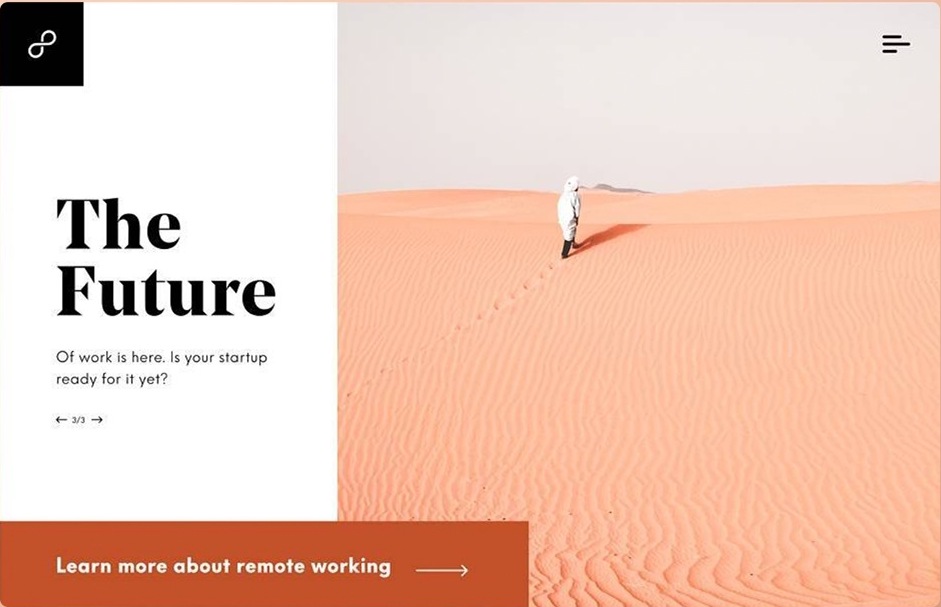 The
Future
Of work is here. Is your startup
ready for it yet?
← 3/3 →
Learn more about remote working →